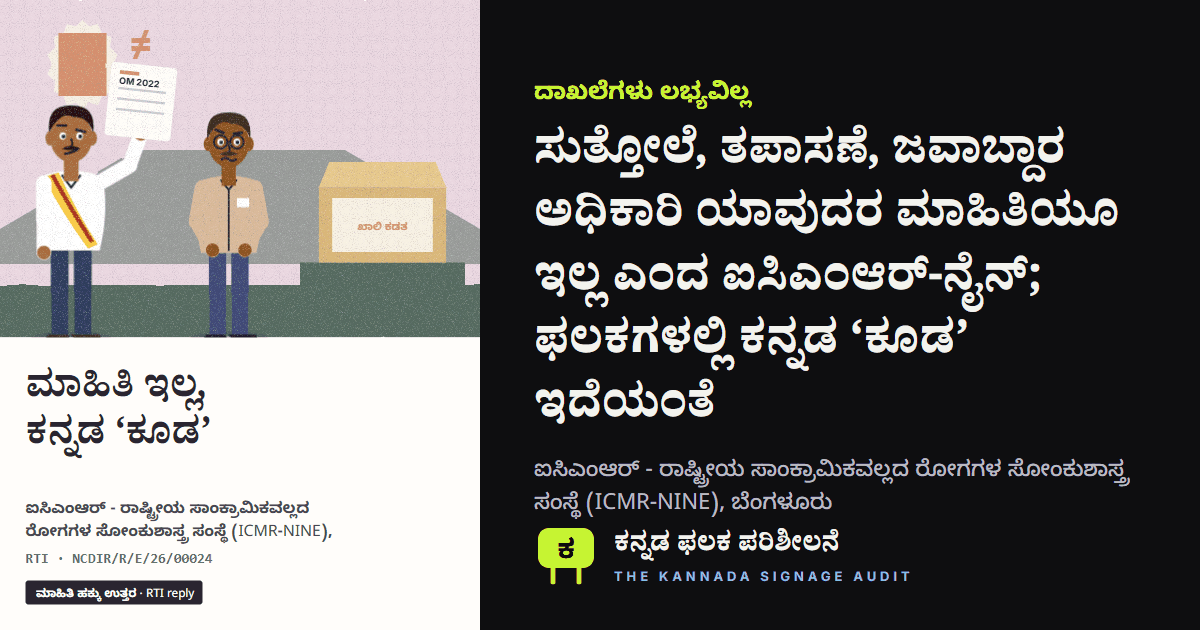 ≠
OM 2022
ಖಾಲಿ ಕಡತ
ಮಾಹಿತಿ ಇಲ್ಲ,
ಕನ್ನಡ ‘ಕೂಡ’
ಐಸಿಎಂಆರ್ - ರಾಷ್ಟ್ರೀಯ ಸಾಂಕ್ರಾಮಿಕವಲ್ಲದ
ರೋಗಗಳ ಸೋಂಕುಶಾಸ್ತ್ರ ಸಂಸ್ಥೆ (ICMR-NINE),
RTI · NCDIR/R/E/26/00024
ಮಾಹಿತಿ ಹಕ್ಕು ಉತ್ತರ · RTI reply
ದಾಖಲೆಗಳು ಲಭ್ಯವಿಲ್ಲ
ಸುತ್ತೋಲೆ, ತಪಾಸಣೆ, ಜವಾಬ್ದಾರ
ಅಧಿಕಾರಿ ಯಾವುದರ ಮಾಹಿತಿಯೂ
ಇಲ್ಲ ಎಂದ ಐಸಿಎಂಆರ್-ನೈನ್;
ಫಲಕಗಳಲ್ಲಿ ಕನ್ನಡ ‘ಕೂಡ’
ಇದೆಯಂತೆ
ಐಸಿಎಂಆರ್ - ರಾಷ್ಟ್ರೀಯ ಸಾಂಕ್ರಾಮಿಕವಲ್ಲದ ರೋಗಗಳ ಸೋಂಕುಶಾಸ್ತ್ರ
ಸಂಸ್ಥೆ (ICMR-NINE), ಬೆಂಗಳೂರು
ಕ
ಕನ್ನಡ ಫಲಕ ಪರಿಶೀಲನೆ
THE KANNADA SIGNAGE AUDIT